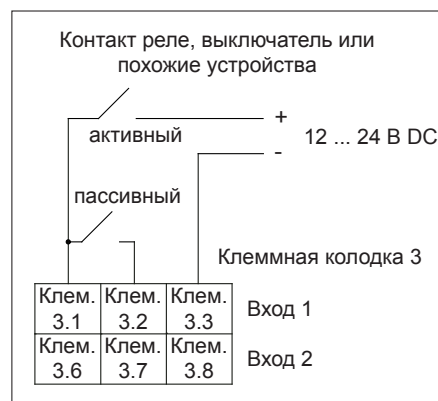 Контакт реле, выключатель или
похожие устройства
+
активный
12 ... 24 В DC
-
пассивный
Клеммная колодка 3
Клем. 3.1
Клем. 3.2
Клем. 3.3
Вход 1
Клем. 3.6
Клем. 3.7
Клем. 3.8
Вход 2